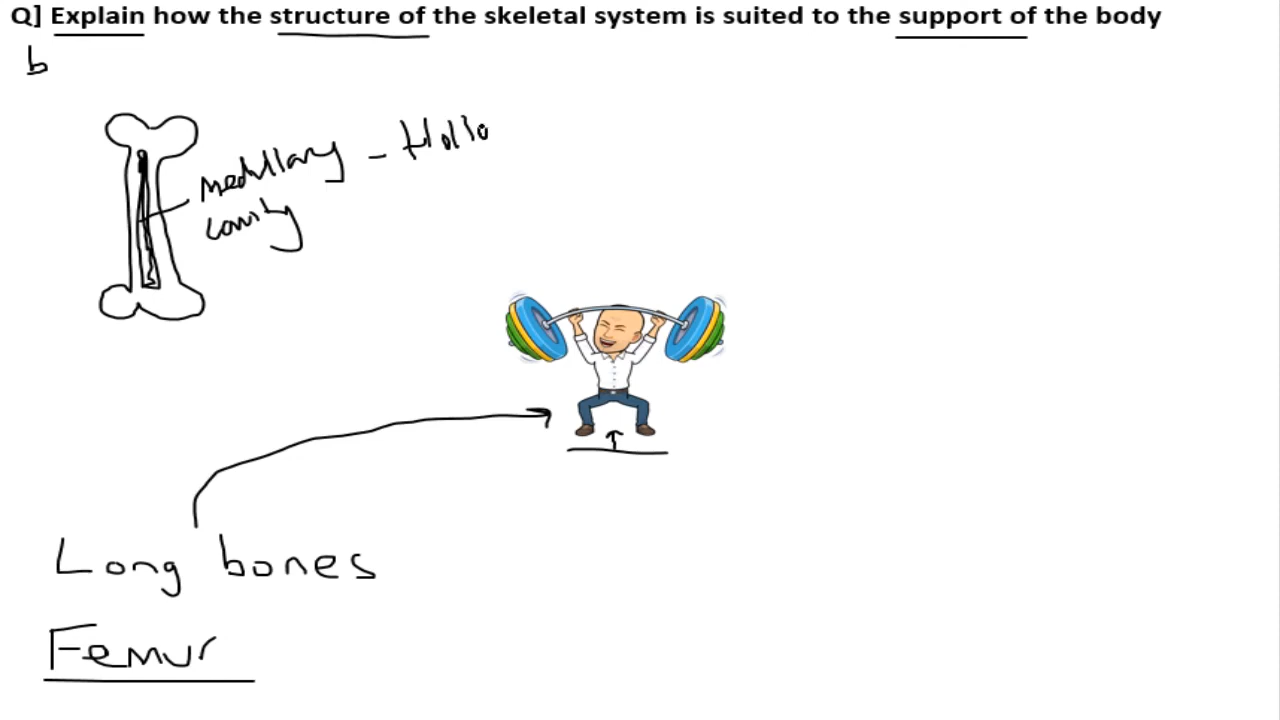 Q] Explain how the structure of the skeletal system is suited to the support of the body
b
Medullary - Hollo
cavity
Long bones
Femur